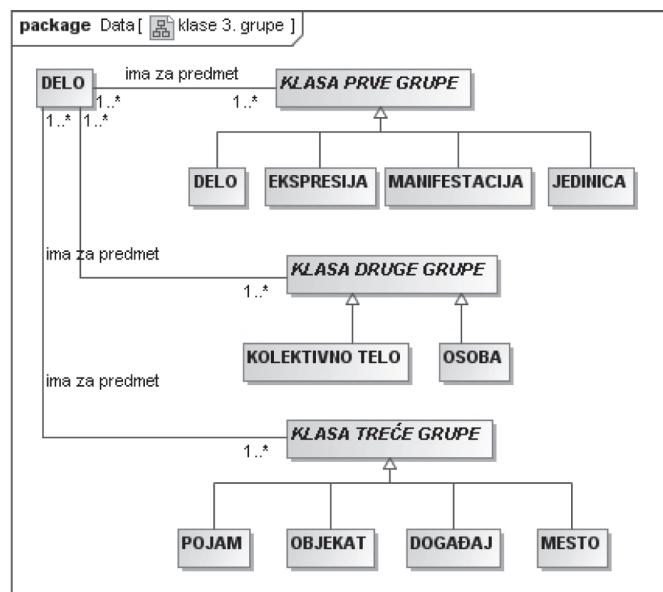 package Data [ klase 3. grupe ]
DELO
ima za predmet
KLASA PRVE GRUPE
1..*
1..*
1..*
1..*
DELO
EKSPRESIJA
MANIFESTACIJA
JEDINICA
ima za predmet
KLASA DRUGE GRUPE
1..*
KOLEKTIVNO TELO
OSOBA
ima za predmet
KLASA TREĆE GRUPE
1..*
POJAM
OBJEKAT
DOGAĐAJ
MESTO